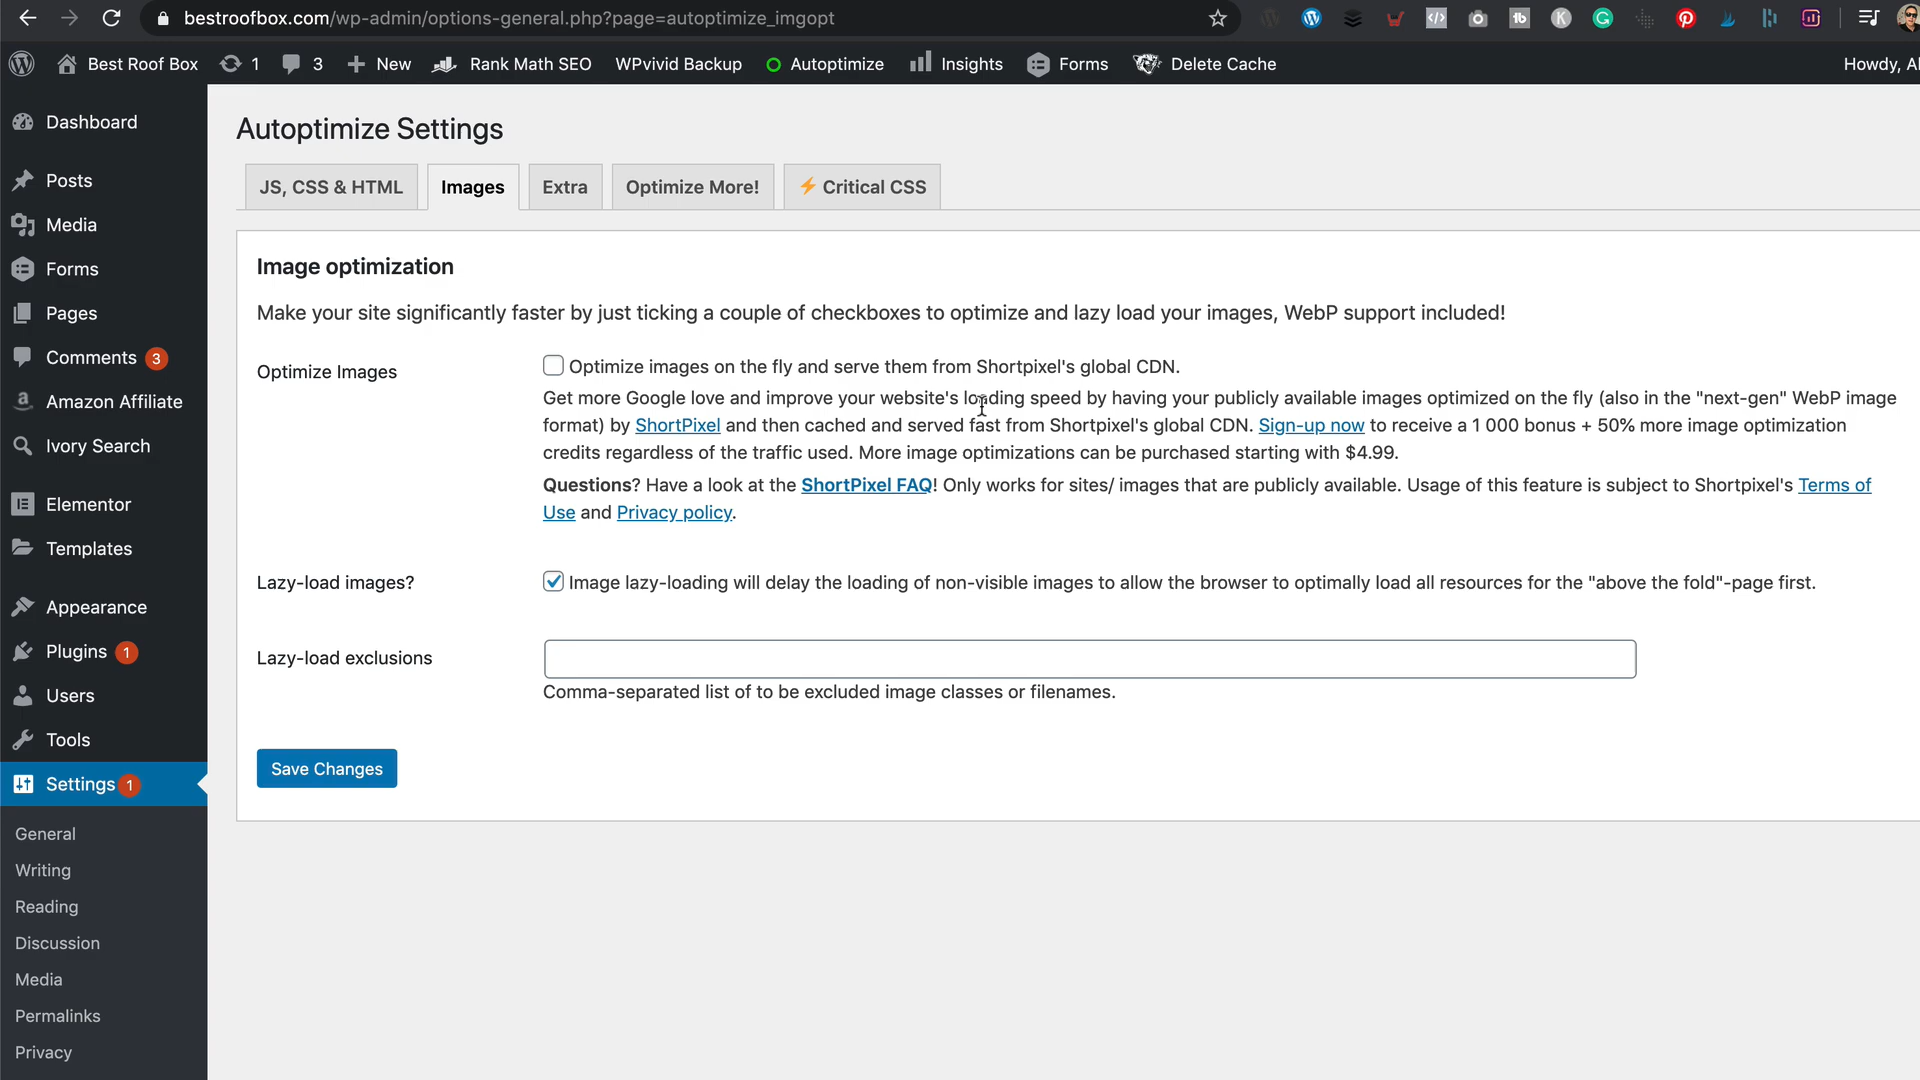 bestroofbox.com/wp-admin/options-general.php?page=autoptimize_imgopt
Best Roof Box 1 3 New Rank Math SEO WPvivid Backup Autoptimize Insights Forms Delete Cache Howdy, Al
Dashboard
Posts
Media
Forms
Pages
Comments 3
Amazon Affiliate
Ivory Search
Elementor
Templates
Appearance
Plugins 1
Users
Tools
Settings 1
General
Writing
Reading
Discussion
Media
Permalinks
Privacy
Autoptimize Settings
JS, CSS & HTML Images Extra Optimize More! ⚡ Critical CSS
Image optimization
Make your site significantly faster by just ticking a couple of checkboxes to optimize and lazy load your images, WebP support included!
Optimize Images
Optimize images on the fly and serve them from Shortpixel's global CDN.
Get more Google love and improve your website's loading speed by having your publicly available images optimized on the fly (also in the "next-gen" WebP image
format) by ShortPixel and then cached and served fast from Shortpixel's global CDN. Sign-up now to receive a 1 000 bonus + 50% more image optimization
credits regardless of the traffic used. More image optimizations can be purchased starting with $4.99.
Questions? Have a look at the ShortPixel FAQ! Only works for sites/ images that are publicly available. Usage of this feature is subject to Shortpixel's Terms of
Use and Privacy policy.
Lazy-load images?
Image lazy-loading will delay the loading of non-visible images to allow the browser to optimally load all resources for the "above the fold"-page first.
Lazy-load exclusions
Comma-separated list of to be excluded image classes or filenames.
Save Changes